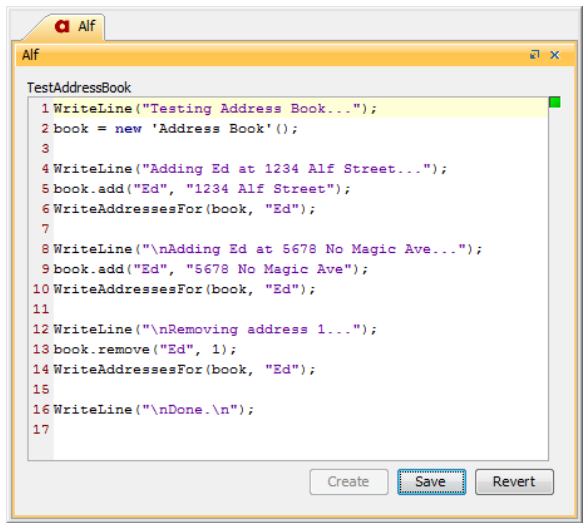 Alf
Alf
TestAddressBook
1 WriteLine("Testing Address Book...");
2 book = new 'Address Book'();
3
4 WriteLine("Adding Ed at 1234 Alf Street...");
5 book.add("Ed", "1234 Alf Street");
6 WriteAddressesFor(book, "Ed");
7
8 WriteLine("\nAdding Ed at 5678 No Magic Ave...");
9 book.add("Ed", "5678 No Magic Ave");
10 WriteAddressesFor(book, "Ed");
11
12 WriteLine("\nRemoving address 1...");
13 book.remove("Ed", 1);
14 WriteAddressesFor(book, "Ed");
15
16 WriteLine("\nDone.\n");
17
Create Save Revert